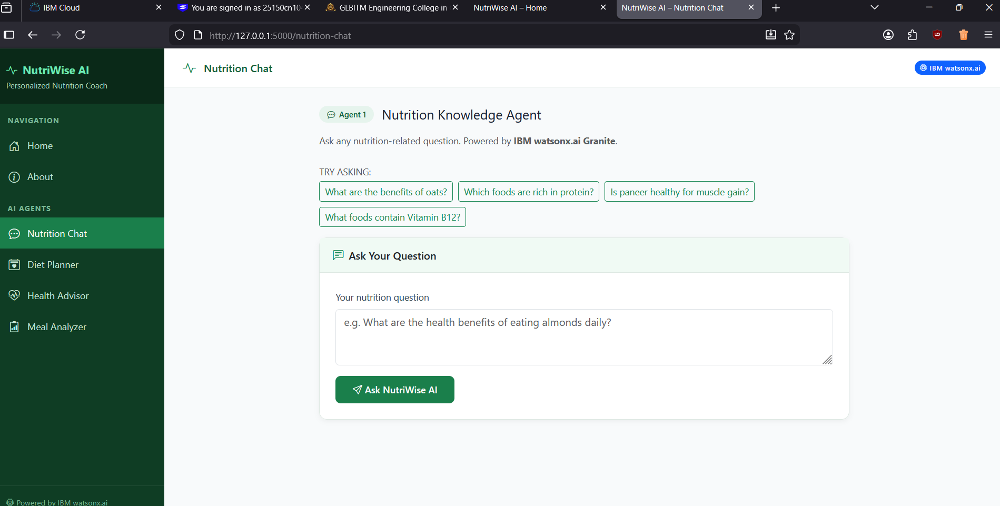 IBM Cloud
You are signed in as 25150cn10
GLBITM Engineering College in
NutriWise AI – Home
NutriWise AI – Nutrition Chat
http://127.0.0.1:5000/nutrition-chat
NutriWise AI
Personalized Nutrition Coach
NAVIGATION
Home
About
AI AGENTS
Nutrition Chat
Diet Planner
Health Advisor
Meal Analyzer
Powered by IBM watsonx.ai
Nutrition Chat
IBM watsonx.ai
Agent 1
Nutrition Knowledge Agent
Ask any nutrition-related question. Powered by IBM watsonx.ai Granite.
TRY ASKING:
What are the benefits of oats?
Which foods are rich in protein?
Is paneer healthy for muscle gain?
What foods contain Vitamin B12?
Ask Your Question
Your nutrition question
e.g. What are the health benefits of eating almonds daily?
Ask NutriWise AI